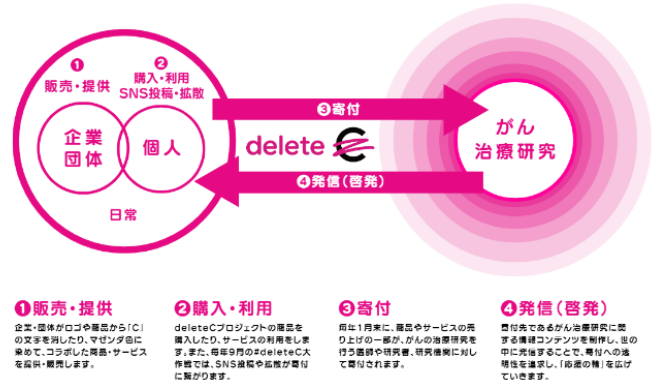 ❶
販売・提供
❷
購入・利用
SNS投稿・拡散
企業
団体
個人
日常
❸寄付
delete C
❹発信(啓発)
がん
治療研究
❶販売・提供
企業・団体がロゴや商品から「C」
の文字を消したり、マゼンダ色に
染めて、コラボした商品・サービス
を提供・販売します。
❷購入・利用
deleteCプロジェクトの商品を
購入したり、サービスの利用をしま
す。また、毎年9月の#deleteC大
作戦では、SNS投稿や拡散が寄付
に繋がります。
❸寄付
毎年1月末に、商品やサービスの売
り上げの一部が、がんの治療研究を
行う医師や研究者、研究機関に対し
て寄付されます。
❹発信(啓発)
寄付先であるがん治療研究に関
する情報コンテンツを制作し、世の
中に発信することで、寄付への透
明性を追求し、「応援の輪」を広げ
ていきます。